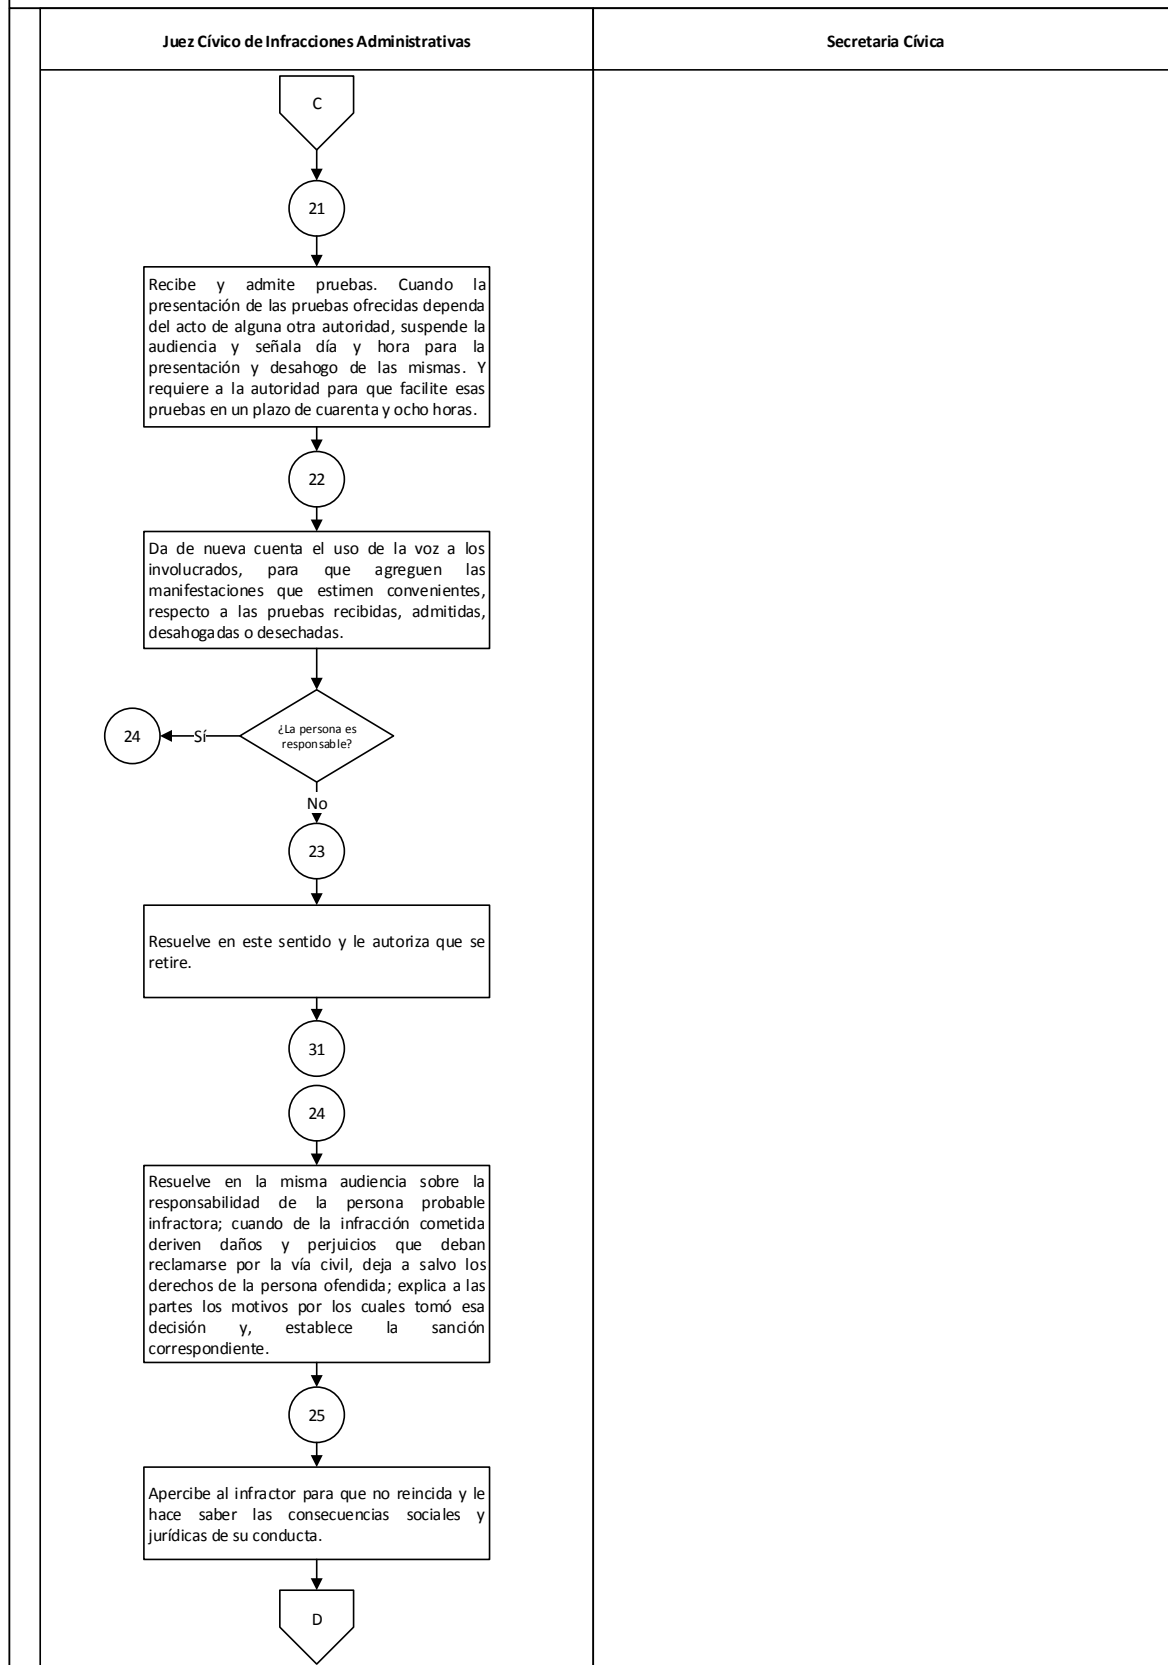 Juez Cívico de Infracciones Administrativas
Secretaria Cívica
C
21
Recibe y admite pruebas. Cuando la
presentación de las pruebas ofrecidas dependa
del acto de alguna otra autoridad, suspende la
audiencia y señala día y hora para la
presentación y desahogo de las mismas. Y
requiere a la autoridad para que facilite esas
pruebas en un plazo de cuarenta y ocho horas.
22
Da de nueva cuenta el uso de la voz a los
involucrados, para que agreguen las
manifestaciones que estimen convenientes,
respecto a las pruebas recibidas, admitidas,
desahogadas o desechadas.
¿La persona es
responsable?
Sí
24
No
23
Resuelve en este sentido y le autoriza que se
retire.
31
24
Resuelve en la misma audiencia sobre la
responsabilidad de la persona probable
infractora; cuando de la infracción cometida
deriven daños y perjuicios que deban
reclamarse por la vía civil, deja a salvo los
derechos de la persona ofendida; explica a las
partes los motivos por los cuales tomó esa
decisión y, establece la sanción
correspondiente.
25
Apercibe al infractor para que no reincida y le
hace saber las consecuencias sociales y
jurídicas de su conducta.
D